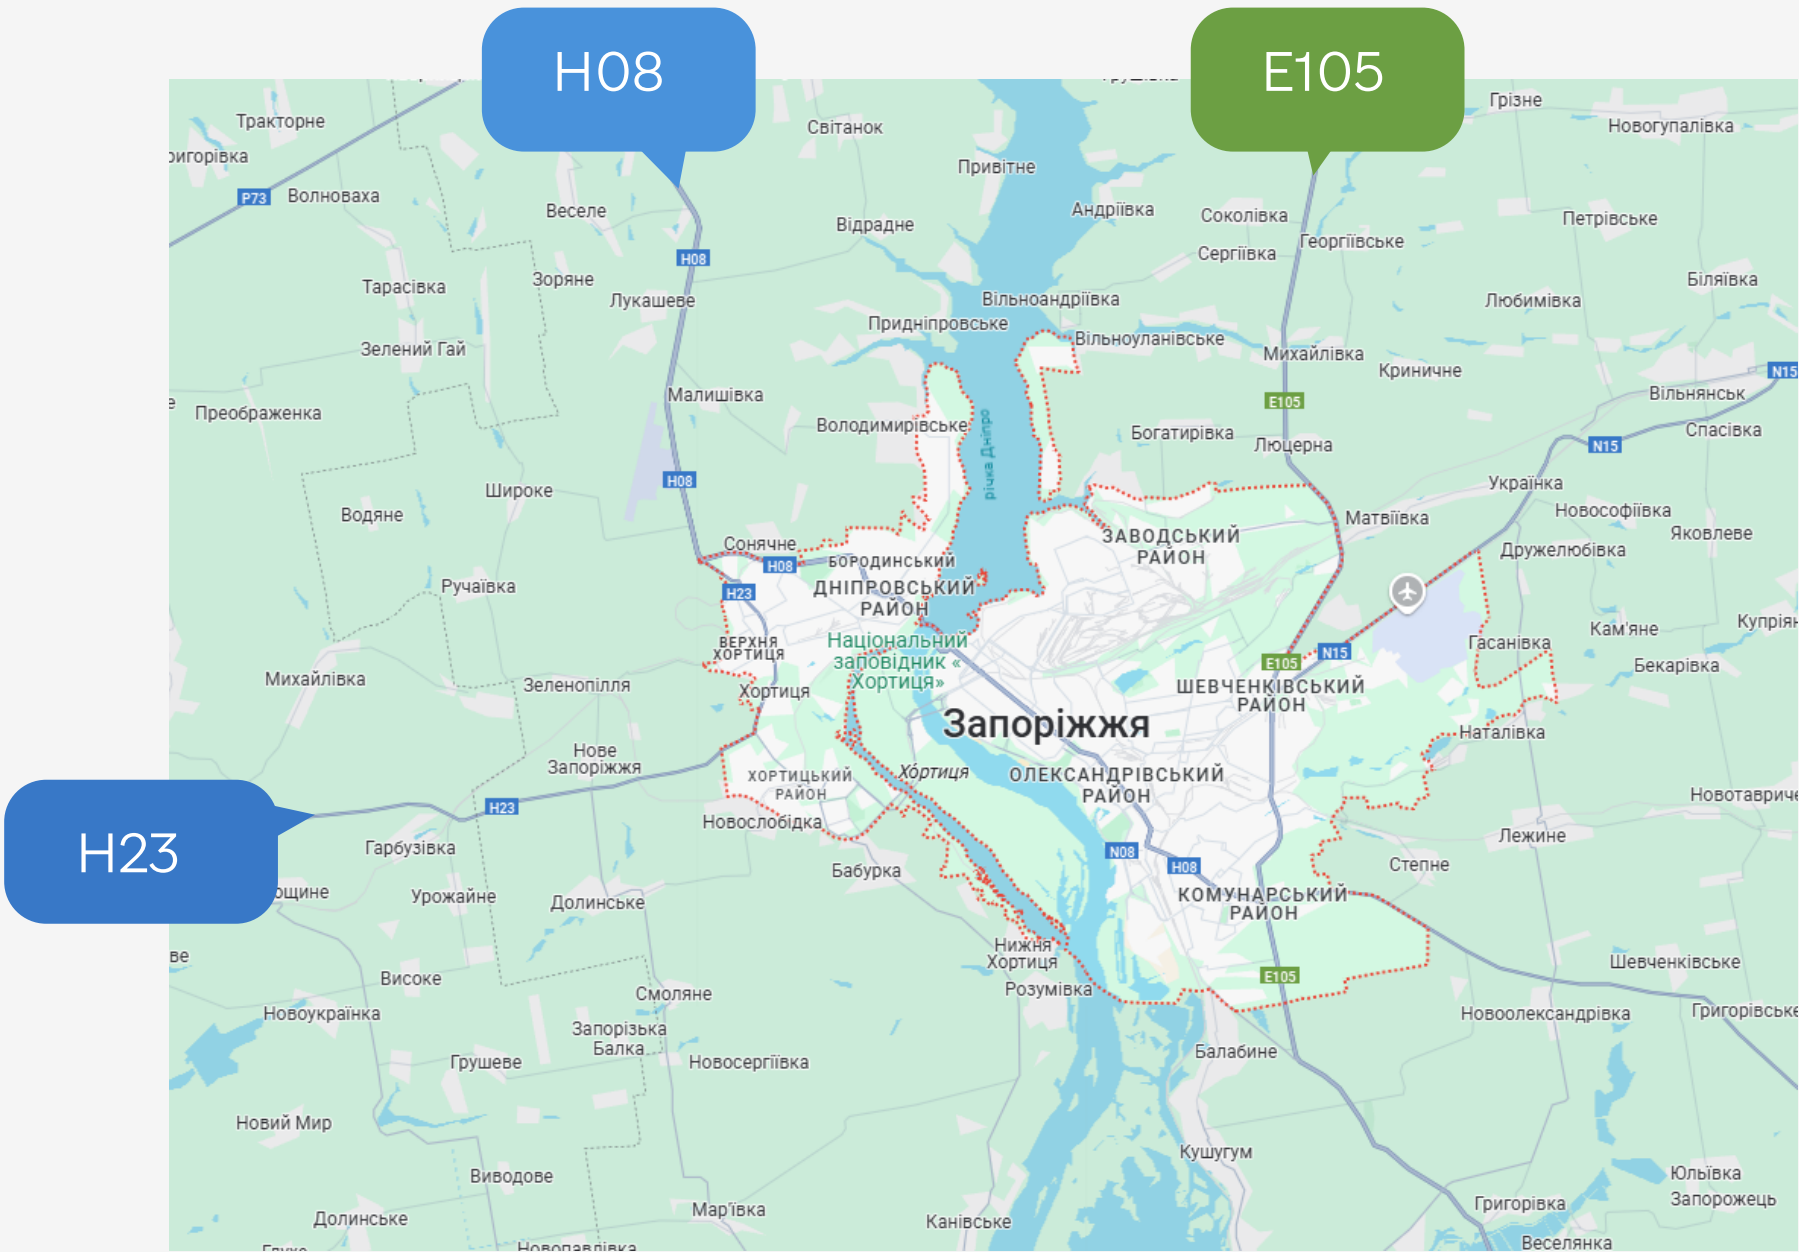 H08
E105
Тракторне
Світанок
Грізне
Новогупалівка
Привітне
P73
Волноваха
Веселе
Відрадне
Андріївка
Соколівка
Петрівське
Георгіївське
Сергіївка
H08
Тарасівка
Зоряне
Лукашеве
Вільноандріївка
Любимівка
Біляївка
Придніпровське
Вільноуланівське
Зелений Гай
Михайлівка
Криничне
N15
Малишівка
Вільнянськ
E105
Преображенка
Володимирівське
річка Дніпро
Богатирівка
Люцерна
N15
Спасівка
H08
Широке
Українка
Водяне
Матвіївка
Новософіївка
Яковлеве
Сонячне
ЗАВОДСЬКИЙ
РАЙОН
Дружелюбівка
H08
БОРОДИНСЬКИЙ
Ручаївка
H23
ДНІПРОВСЬКИЙ
РАЙОН
Кам'яне
ВЕРХНЯ
ХОРТИЦЯ
Національний
заповідник «
Хортиця»
Гасанівка
N15
E105
Бекарівка
Михайлівка
Зеленопілля
Хортиця
ШЕВЧЕНКІВСЬКИЙ
РАЙОН
Запоріжжя
Наталівка
Нове
Запоріжжя
ХОРТИЦЬКИЙ
РАЙОН
Хортиця
ОЛЕКСАНДРІВСЬКИЙ
РАЙОН
H23
H23
Новослобідка
Гарбузівка
Лежине
N08
H08
Степне
Бабурка
Урожайне
Долинське
КОМУНАРСЬКИЙ
РАЙОН
Нижня
Хортиця
Шевченківське
E105
Високе
Смоляне
Розумівка
Новоукраїнка
Новоолександрівка
Запорізька
Балка
Грушеве
Новосергіївка
Балабине
Новий Мир
Кушугум
Виводове
Юльївка
Запорожець
Мар'ївка
Григорівка
Долинське
Канівське
Веселянка